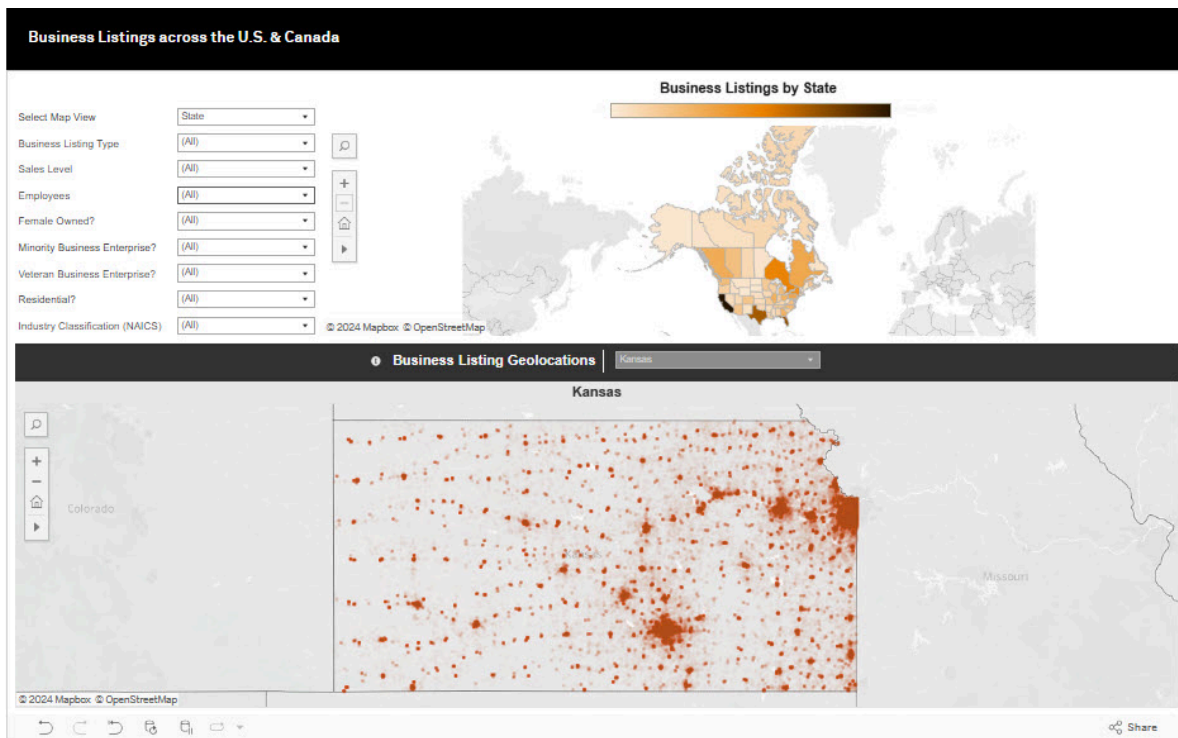 Business Listings across the U.S. & Canada
Business Listings by State
Select Map View State
Business Listing Type (All)
Sales Level (All)
Employees (All)
Female Owned? (All)
Minority Business Enterprise? (All)
Veteran Business Enterprise? (All)
Residential? (All)
Industry Classification (NAICS) (All)
© 2024 Mapbox © OpenStreetMap
Business Listing Geolocations Kansas
Kansas
Colorado
Missouri
© 2024 Mapbox © OpenStreetMap
Share